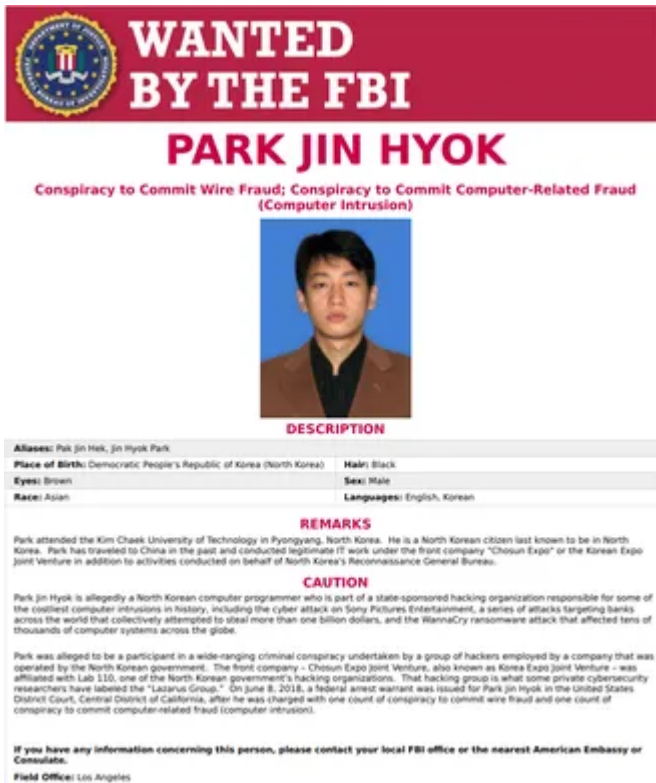 WANTED
BY THE FBI
PARK JIN HYOK
Conspiracy to Commit Wire Fraud; Conspiracy to Commit Computer-Related Fraud
(Computer Intrusion)
DESCRIPTION
Aliases: Pak Jin Hek, Jin Hyok Park
Place of Birth: Democratic People's Republic of Korea (North Korea) Hair: Black
Eyes: Brown Sex: Male
Race: Asian Languages: English, Korean
REMARKS
Park attended the Kim Chaek University of Technology in Pyongyang, North Korea. He is a North Korean citizen last known to be in North
Korea. Park has traveled to China in the past and conducted legitimate IT work under the front company "Chosun Expo" or the Korean Expo
Joint Venture in addition to activities conducted on behalf of North Korea's Reconnaissance General Bureau.
CAUTION
Park Jin Hyok is allegedly a North Korean computer programmer who is part of a state-sponsored hacking organization responsible for some of
the costliest computer intrusions in history, including the cyber attack on Sony Pictures Entertainment, a series of attacks targeting banks
across the world that collectively attempted to steal more than one billion dollars, and the WannaCry ransomware attack that affected tens of
thousands of computer systems across the globe.
Park was alleged to be a participant in a wide-ranging criminal conspiracy undertaken by a group of hackers employed by a company that was
operated by the North Korean government. The front company – Chosun Expo Joint Venture, also known as Korea Expo Joint Venture – was
affiliated with Lab 110, one of the North Korean government's hacking organizations. That hacking group is what some private cybersecurity
researchers have labeled the "Lazarus Group." On June 8, 2018, a federal arrest warrant was issued for Park Jin Hyok in the United States
District Court, Central District of California, after he was charged with one count of conspiracy to commit wire fraud and one count of
conspiracy to commit computer-related fraud (computer intrusion).
If you have any information concerning this person, please contact your local FBI office or the nearest American Embassy or
Consulate.
Field Office: Los Angeles